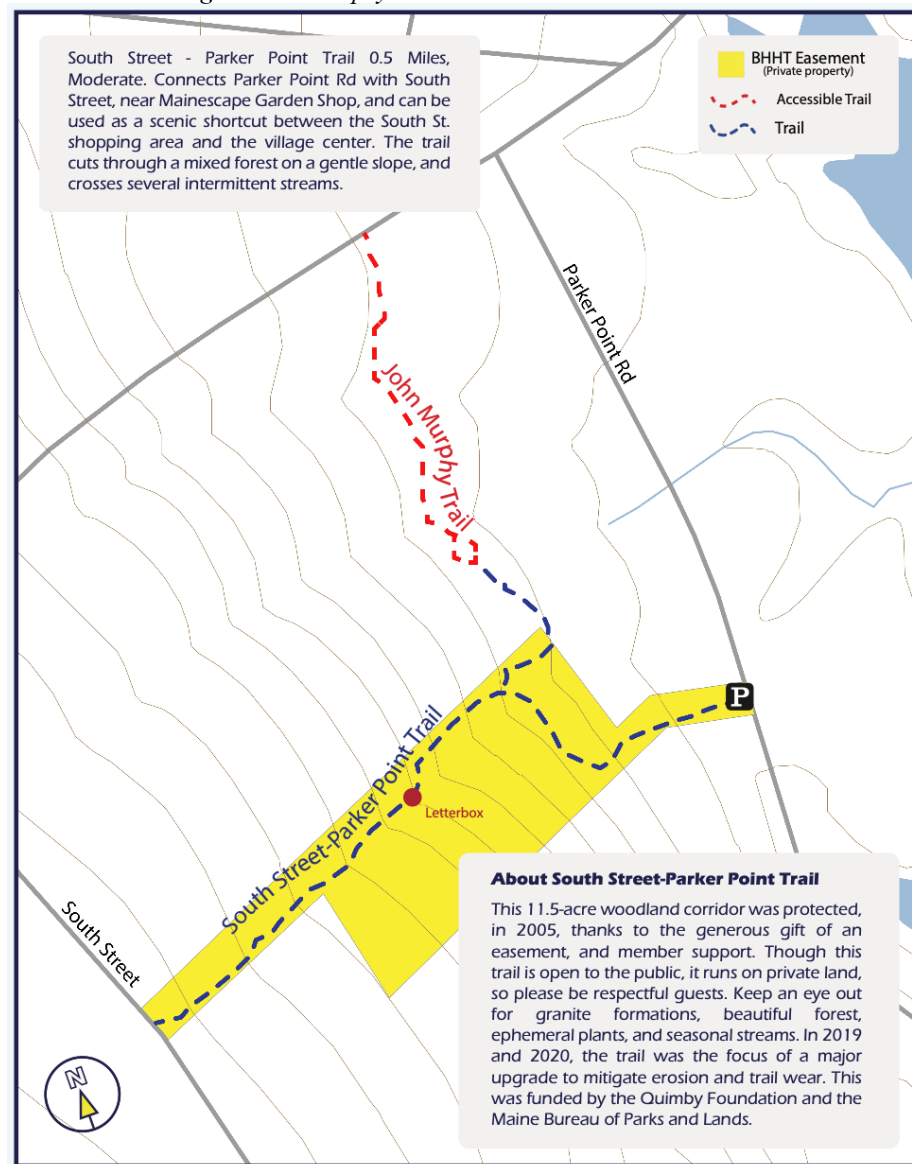 South Street - Parker Point Trail 0.5 Miles,
Moderate. Connects Parker Point Rd with South
Street, near Mainescape Garden Shop, and can be
used as a scenic shortcut between the South St.
shopping area and the village center. The trail
cuts through a mixed forest on a gentle slope, and
crosses several intermittent streams.
BHHT Easement
(Private property)
Accessible Trail
Trail
Parker Point Rd
John Murphy Trail
P
South Street-Parker Point Trail
Letterbox
South Street
N
About South Street-Parker Point Trail
This 11.5-acre woodland corridor was protected,
in 2005, thanks to the generous gift of an
easement, and member support. Though this
trail is open to the public, it runs on private land,
so please be respectful guests. Keep an eye out
for granite formations, beautiful forest,
ephemeral plants, and seasonal streams. In 2019
and 2020, the trail was the focus of a major
upgrade to mitigate erosion and trail wear. This
was funded by the Quimby Foundation and the
Maine Bureau of Parks and Lands.